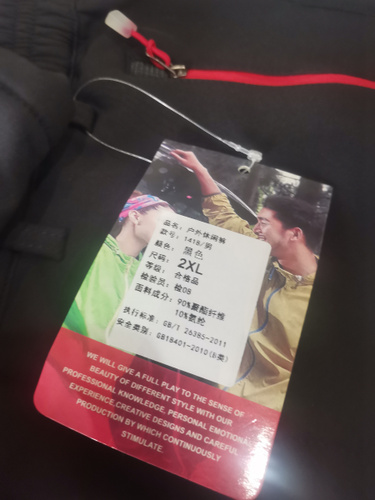 品名：户外休闲裤
款号：1418/男
颜色：黑色
尺码：2XL
等级：合格品
检验员：检08
面料成分：90%聚酯纤维
10%氨纶
执行标准：GB/T 26385-2011
安全类别：GB18401-2010(B类)
WE WILL GIVE A FULL PLAY TO THE SENSE OF
BEAUTY OF DIFFERENT STYLE WITH OUR
PROFESSIONAL KNOWLEDGE, PERSONAL EMOTIONAL
EXPERIENCE,CREATIVE DESIGNS AND CAREFUL
PRODUCTION BY WHICH CONTINUOUSLY
STIMULATE.